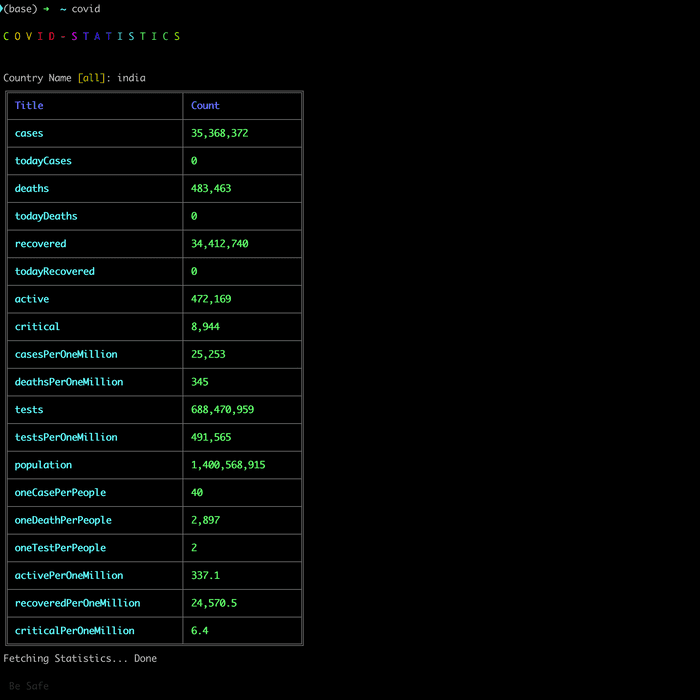 (base) ➜ ~ covid
C O V I D - S T A T I S T I C S
Country Name [all]: india
Title Count
cases 35,368,372
todayCases 0
deaths 483,463
todayDeaths 0
recovered 34,412,740
todayRecovered 0
active 472,169
critical 8,944
casesPerOneMillion 25,253
deathsPerOneMillion 345
tests 688,470,959
testsPerOneMillion 491,565
population 1,400,568,915
oneCasePerPeople 40
oneDeathPerPeople 2,897
oneTestPerPeople 2
activePerOneMillion 337.1
recoveredPerOneMillion 24,570.5
criticalPerOneMillion 6.4
Fetching Statistics... Done
Be Safe